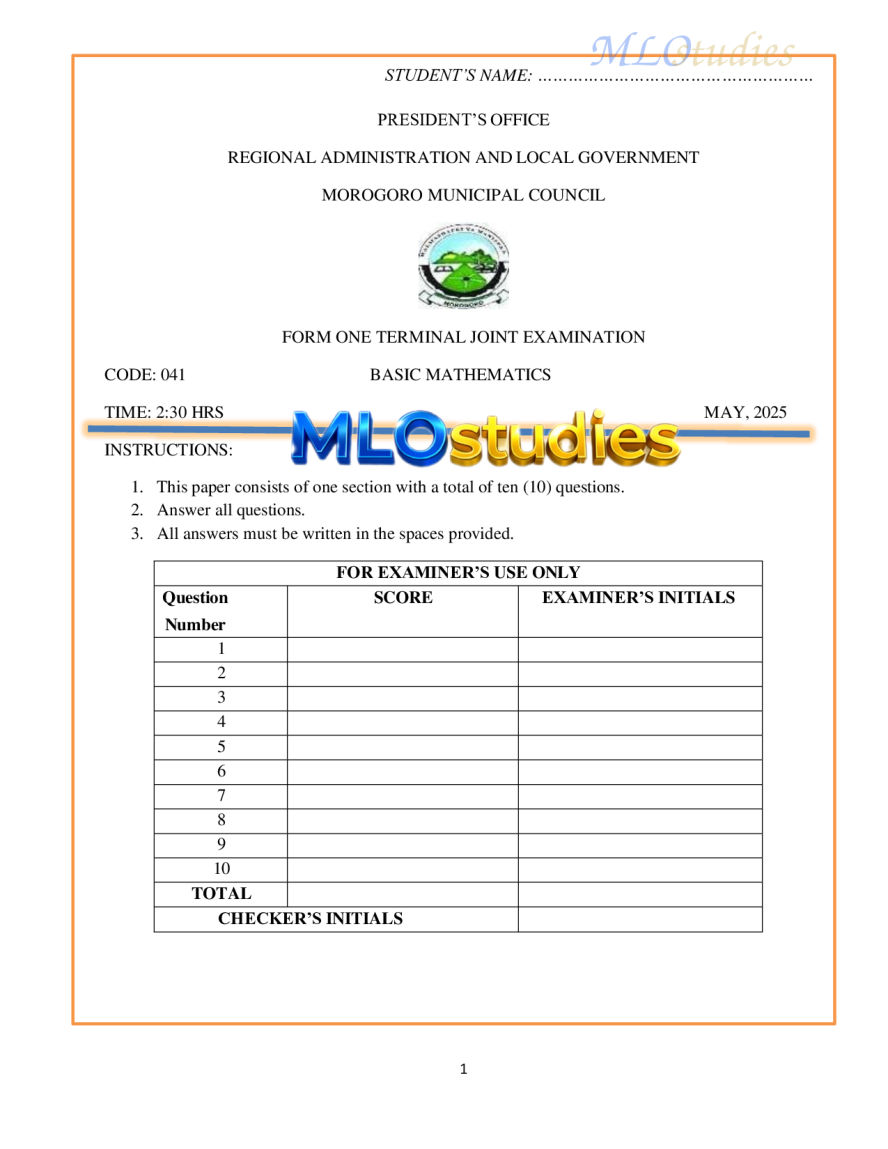 MLOstudies
STUDENT'S NAME: ………………………………………………
PRESIDENT'S OFFICE
REGIONAL ADMINISTRATION AND LOCAL GOVERNMENT
MOROGORO MUNICIPAL COUNCIL
MOROGORO
FORM ONE TERMINAL JOINT EXAMINATION
CODE: 041 BASIC MATHEMATICS
TIME: 2:30 HRS MAY, 2025
MLOstudies
INSTRUCTIONS:
1. This paper consists of one section with a total of ten (10) questions.
2. Answer all questions.
3. All answers must be written in the spaces provided.
FOR EXAMINER'S USE ONLY
Question Number SCORE EXAMINER'S INITIALS
1
2
3
4
5
6
7
8
9
10
TOTAL
CHECKER'S INITIALS
1